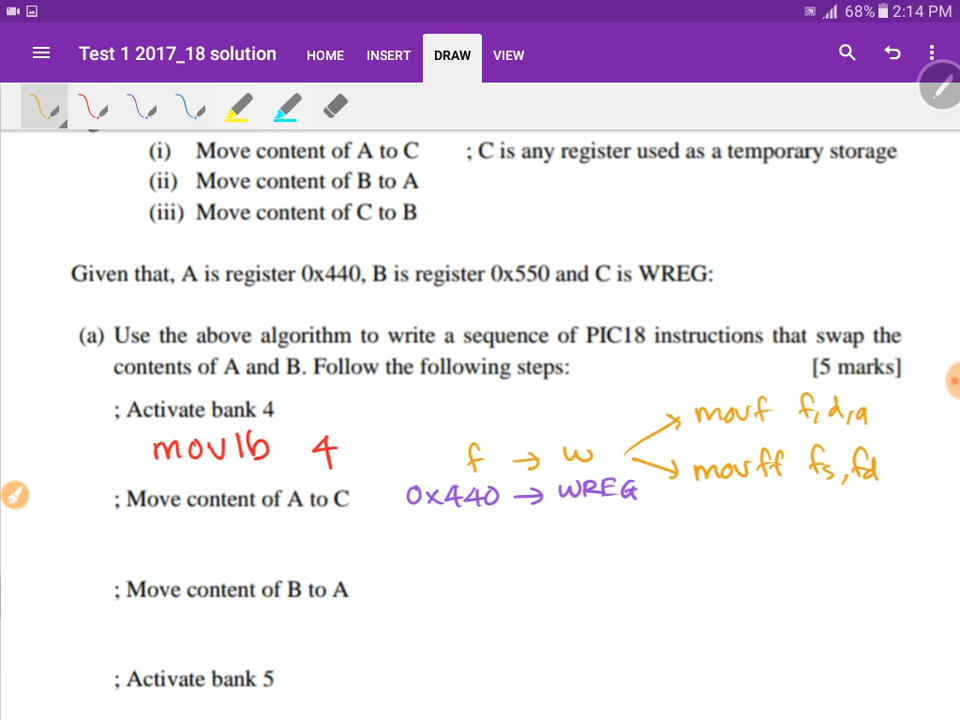 68% 2:14 PM
Test 1 2017_18 solution HOME INSERT DRAW VIEW
(i) Move content of A to C ; C is any register used as a temporary storage
(ii) Move content of B to A
(iii) Move content of C to B
Given that, A is register 0x440, B is register 0x550 and C is WREG:
(a) Use the above algorithm to write a sequence of PIC18 instructions that swap the
contents of A and B. Follow the following steps: [5 marks]
; Activate bank 4
movf f,d,a
movlb 4
f → w
movff fs,fd
0x440 → WREG
; Move content of A to C
; Move content of B to A
; Activate bank 5